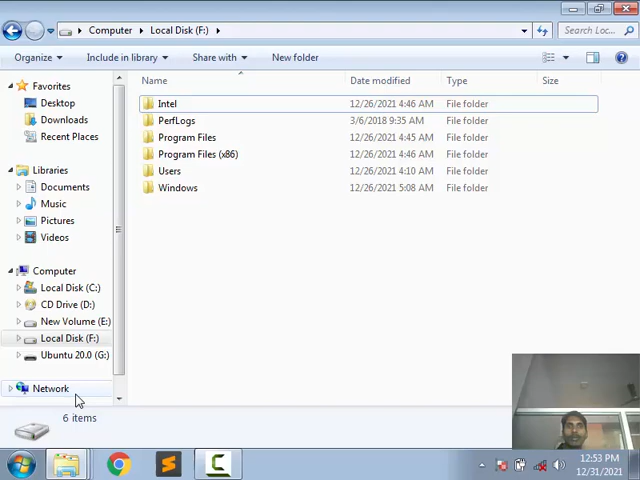 Computer Local Disk (F:)
Search Loc...
Organize Include in library Share with New folder
Name Date modified Type Size
Intel 12/26/2021 4:46 AM File folder
PerfLogs 3/6/2018 9:35 AM File folder
Program Files 12/26/2021 4:45 AM File folder
Program Files (x86) 12/26/2021 4:46 AM File folder
Users 12/26/2021 4:10 AM File folder
Windows 12/26/2021 5:08 AM File folder
Favorites
Desktop
Downloads
Recent Places
Libraries
Documents
Music
Pictures
Videos
Computer
Local Disk (C:)
CD Drive (D:)
New Volume (E:)
Local Disk (F:)
Ubuntu 20.0 (G:)
Network
6 items
12:53 PM
12/31/2021